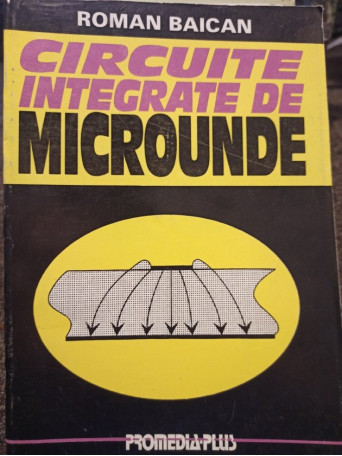 ROMAN BAICAN
CIRCUITE
INTEGRATE DE
MICROUNDE
PROMEDIA-PLUS